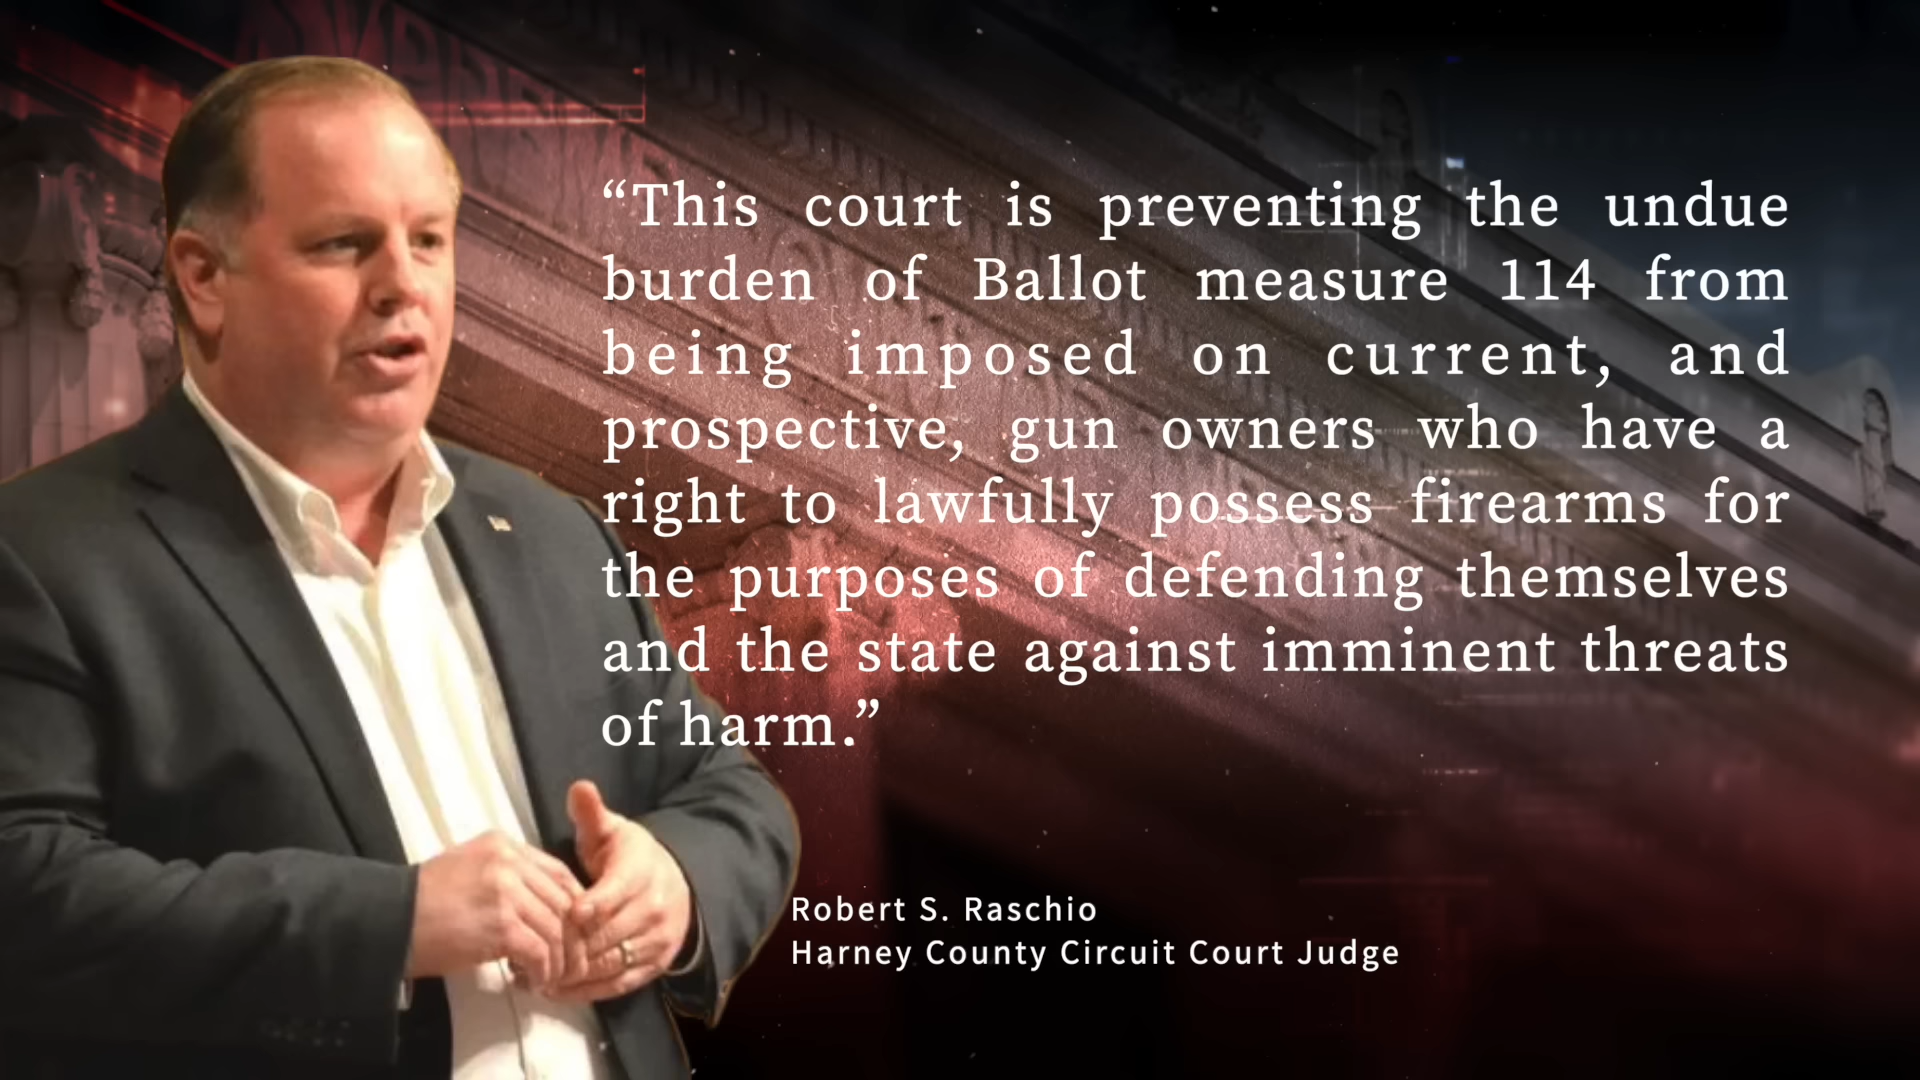 “This court is preventing the undue
burden of Ballot measure 114 from
being imposed on current, and
prospective, gun owners who have a
right to lawfully possess firearms for
the purposes of defending themselves
and the state against imminent threats
of harm.”
Robert S. Raschio
Harney County Circuit Court Judge